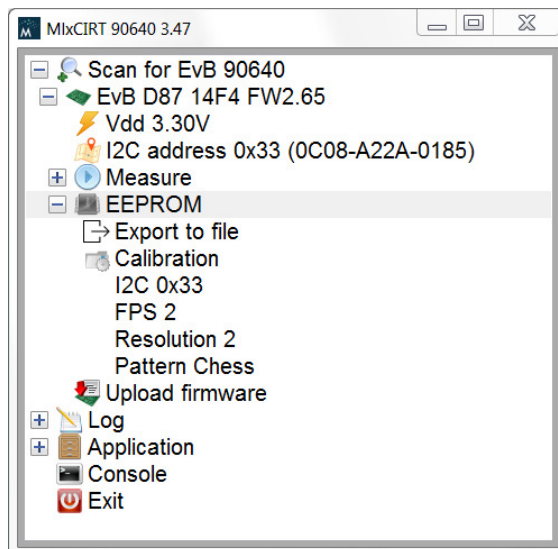 MlxCIRT 90640 3.47
Scan for EvB 90640
EvB D87 14F4 FW2.65
Vdd 3.30V
I2C address 0x33 (0C08-A22A-0185)
Measure
EEPROM
Export to file
Calibration
I2C 0x33
FPS 2
Resolution 2
Pattern Chess
Upload firmware
Log
Application
Console
Exit